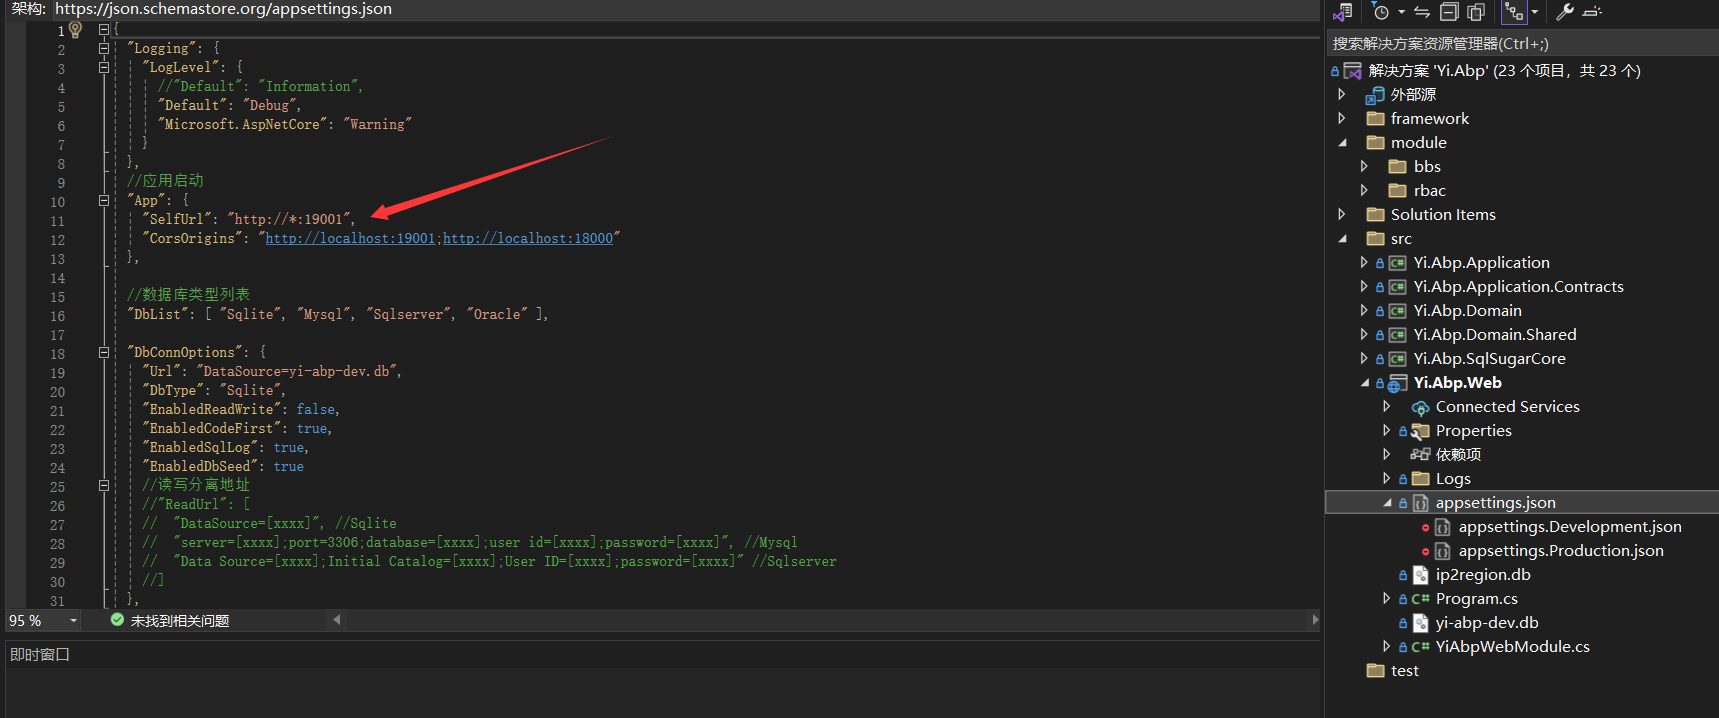 架构: https://json.schemastore.org/appsettings.json
1 {
2 "Logging": {
3 "LogLevel": {
4 //"Default": "Information",
5 "Default": "Debug",
6 "Microsoft.AspNetCore": "Warning"
7 }
8 },
9 //应用启动
10 "App": {
11 "SelfUrl": "http://*:19001",
12 "CorsOrigins": "http://localhost:19001;http://localhost:18000"
13 },
14
15 //数据库类型列表
16 "DbList": [ "Sqlite", "Mysql", "Sqlserver", "Oracle" ],
17
18 "DbConnOptions": {
19 "Url": "DataSource=yi-abp-dev.db",
20 "DbType": "Sqlite",
21 "EnabledReadWrite": false,
22 "EnabledCodeFirst": true,
23 "EnabledSqlLog": true,
24 "EnabledDbSeed": true
25 //读写分离地址
26 //"ReadUrl": [
27 // "DataSource=[xxxx]", //Sqlite
28 // "server=[xxxx];port=3306;database=[xxxx];user id=[xxxx];password=[xxxx]", //Mysql
29 // "Data Source=[xxxx];Initial Catalog=[xxxx];User ID=[xxxx];password=[xxxx]" //Sqlserver
30 //]
31 },
95 %
未找到相关问题
即时窗口
搜索解决方案资源管理器(Ctrl+;)
解决方案 'Yi.Abp' (23 个项目，共 23 个)
外部源
framework
module
bbs
rbac
Solution Items
src
Yi.Abp.Application
Yi.Abp.Application.Contracts
Yi.Abp.Domain
Yi.Abp.Domain.Shared
Yi.Abp.SqlSugarCore
Yi.Abp.Web
Connected Services
Properties
依赖项
Logs
appsettings.json
appsettings.Development.json
appsettings.Production.json
ip2region.db
C# Program.cs
yi-abp-dev.db
C# YiAbpWebModule.cs
test